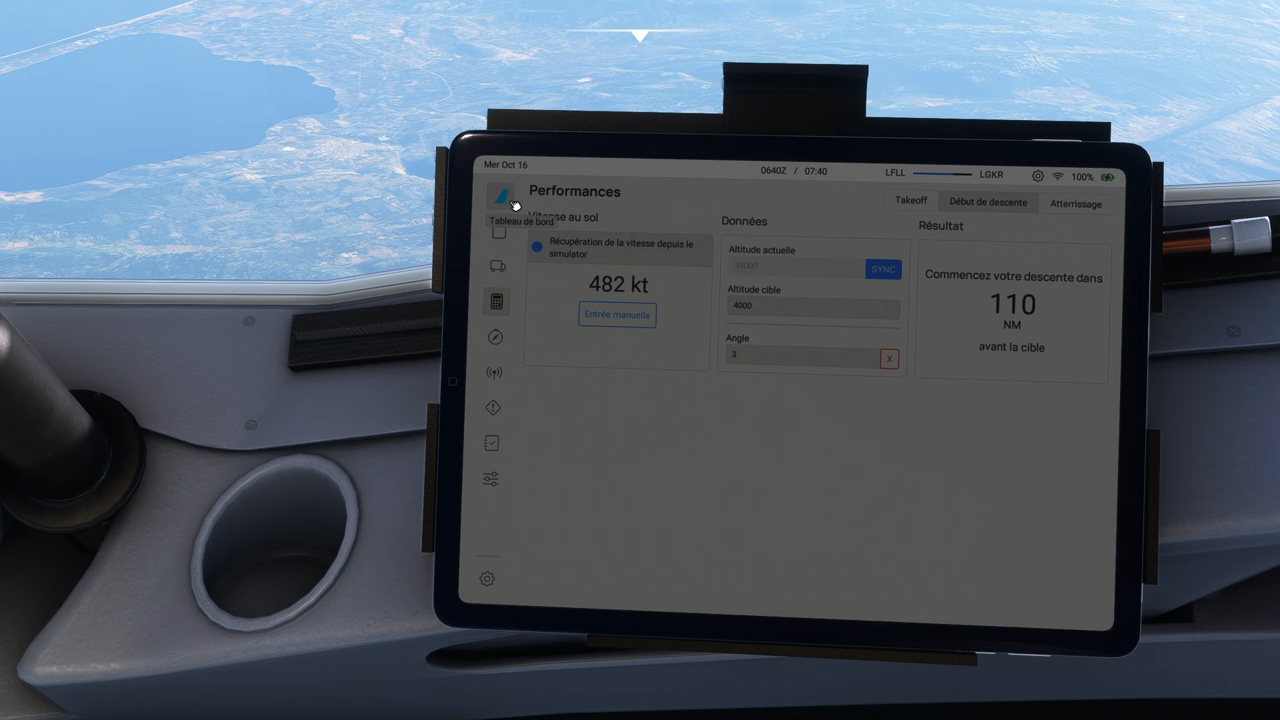 Mer Oct 16
0640Z / 07:40
LFLL LGKR
100%
Performances
Takeoff
Début de descente
Atterrissage
Tableau de bord
Vitesse au sol
Récupération de la vitesse depuis le
simulator
482 kt
Entrée manuelle
Données
Altitude actuelle
39000
SYNC
Altitude cible
4000
Angle
3
X
Résultat
Commencez votre descente dans
110
NM
avant la cible